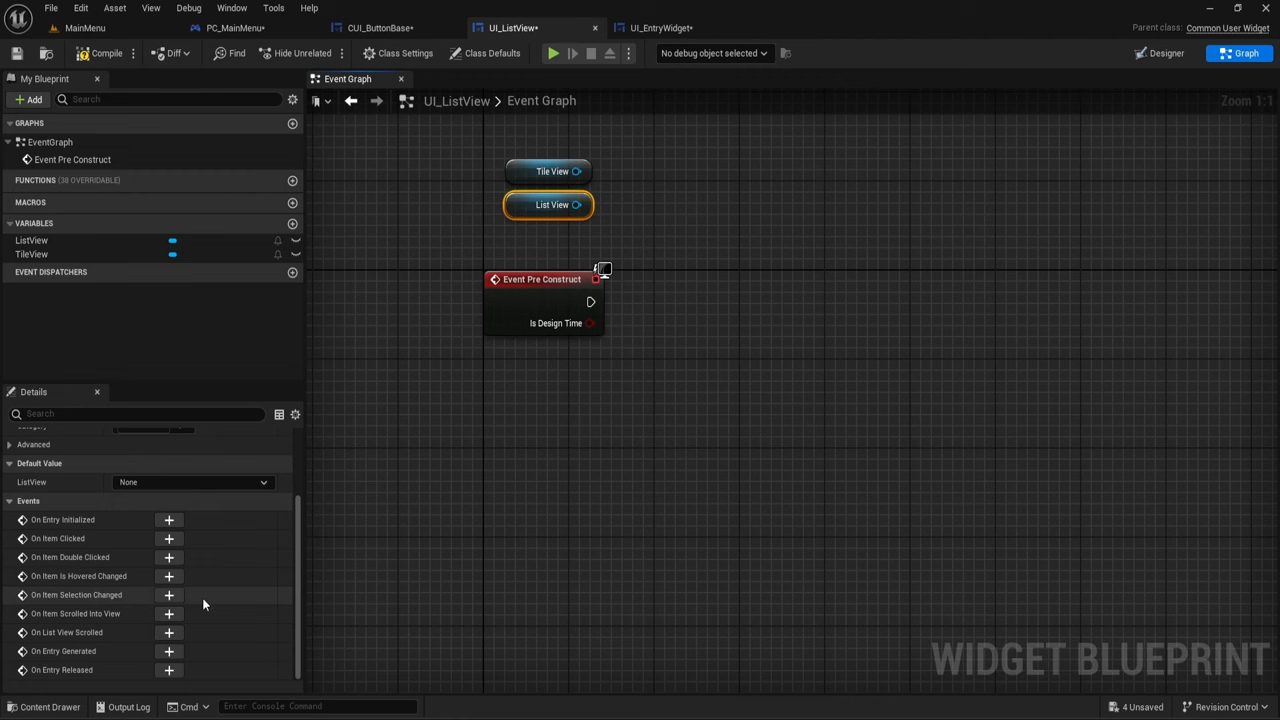 File Edit Asset View Debug Window Tools Help
MainMenu PC_MainMenu* CUI_ButtonBase* UI_ListView* UI_EntryWidget* Parent class: Common User Widget
Compile Diff Find Hide Unrelated Class Settings Class Defaults No debug object selected Designer Graph
My Blueprint Event Graph
Add Search UI_ListView > Event Graph Zoom 1:1
GRAPHS
EventGraph
Event Pre Construct
FUNCTIONS (38 OVERRIDABLE)
MACROS
VARIABLES
ListView
TileView
EVENT DISPATCHERS
Tile View
List View
Event Pre Construct
Is Design Time
Details
Search
Advanced
Default Value
ListView None
Events
On Entry Initialized
On Item Clicked
On Item Double Clicked
On Item Is Hovered Changed
On Item Selection Changed
On Item Scrolled Into View
On List View Scrolled
On Entry Generated
On Entry Released
WIDGET BLUEPRINT
Content Drawer Output Log Cmd Enter Console Command 4 Unsaved Revision Control